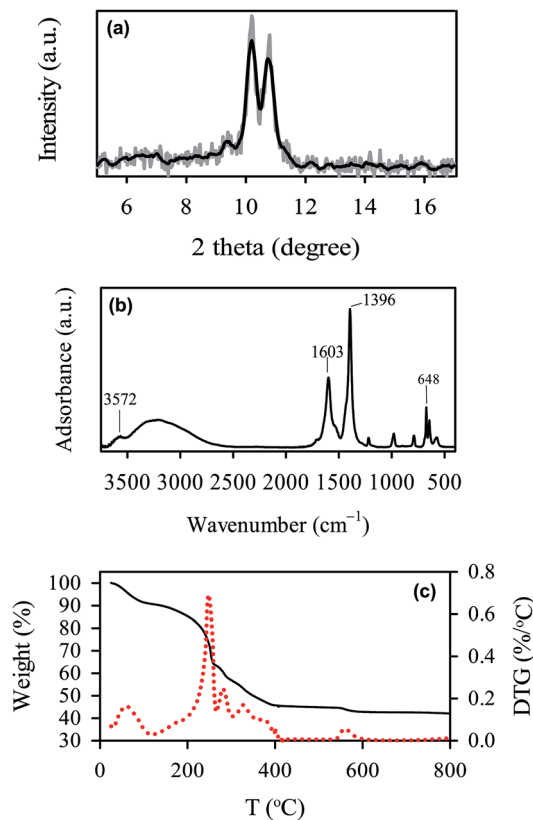 (a)
Intensity (a.u.)
6 8 10 12 14 16
2 theta (degree)
(b)
1396
1603
3572
648
Adsorbance (a.u.)
3500 3000 2500 2000 1500 1000 500
Wavenumber (cm⁻¹)
(c)
100
90
80
70
60
50
40
30
Weight (%)
0.8
0.6
0.4
0.2
0.0
DTG (%/°C)
0 200 400 600 800
T (°C)